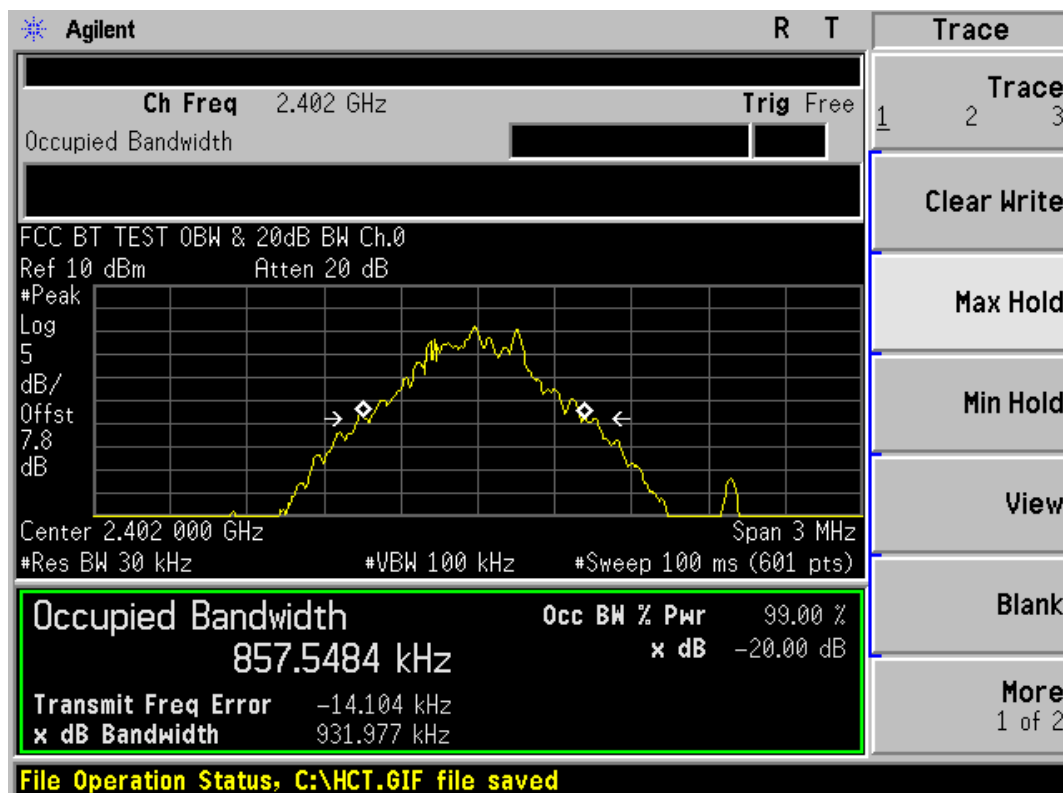 Agilent R T Trace
Ch Freq 2.402 GHz Trig Free
Occupied Bandwidth
FCC BT TEST OBW & 20dB BW Ch.0
Ref 10 dBm Atten 20 dB
#Peak
Log
5
dB/
Offst
7.8
dB
Center 2.402 000 GHz Span 3 MHz
#Res BW 30 kHz #VBW 100 kHz #Sweep 100 ms (601 pts)
Occupied Bandwidth Occ BW % Pwr 99.00 %
857.5484 kHz x dB -20.00 dB
Transmit Freq Error -14.104 kHz
x dB Bandwidth 931.977 kHz
File Operation Status, C:\HCT.GIF file saved
Trace
1 2 3
Clear Write
Max Hold
Min Hold
View
Blank
More
1 of 2